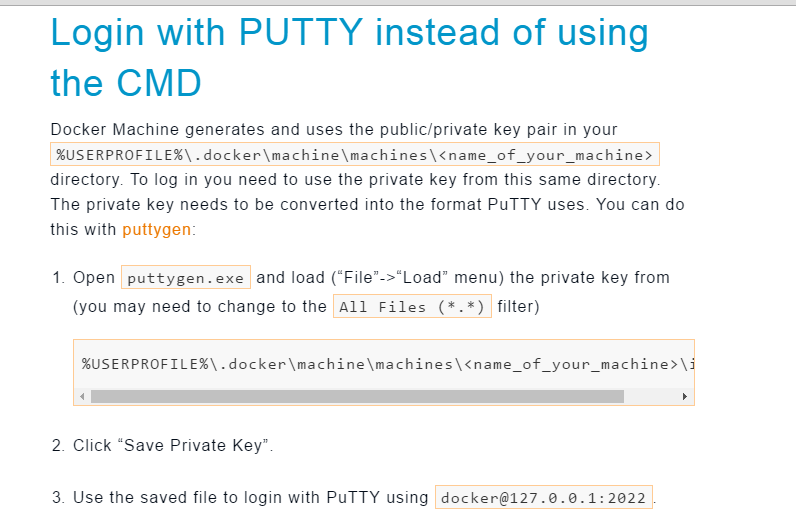 Login with PUTTY instead of using
the CMD
Docker Machine generates and uses the public/private key pair in your
%USERPROFILE%\.docker\machine\machines\<name_of_your_machine>
directory. To log in you need to use the private key from this same directory.
The private key needs to be converted into the format PuTTY uses. You can do
this with puttygen:
1. Open puttygen.exe and load (“File”->“Load” menu) the private key from
(you may need to change to the All Files (*.*) filter)
%USERPROFILE%\.docker\machine\machines\<name_of_your_machine>\i
2. Click “Save Private Key”.
3. Use the saved file to login with PuTTY using docker@127.0.0.1:2022.